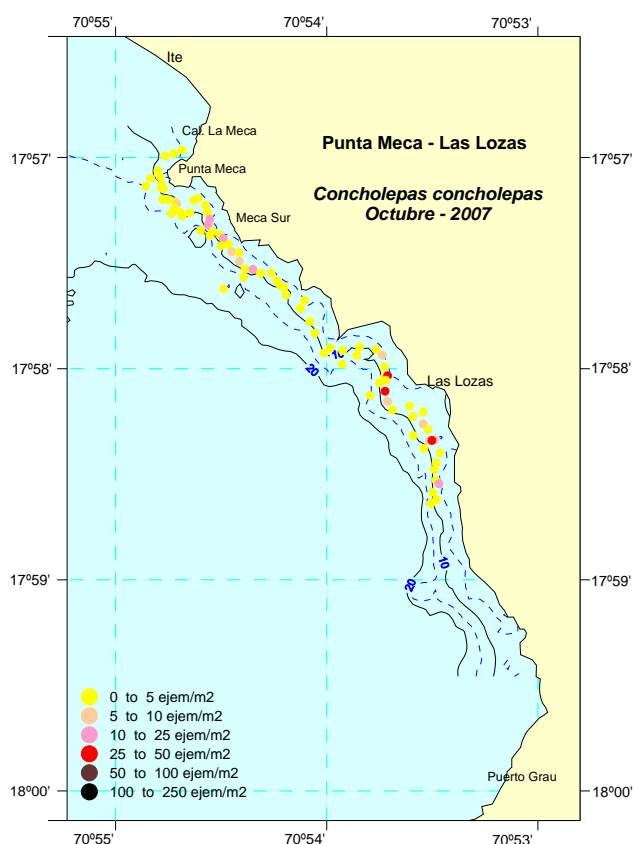 70º55' 70º54' 70º53'
Ite
Cal. La Meca
17º57' 17º57'
Punta Meca - Las Lozas
Punta Meca
Concholepas concholepas
Octubre - 2007
Meca Sur
10
20
17º58' 17º58'
Las Lozas
10
20
17º59' 17º59'
0 to 5 ejem/m2
5 to 10 ejem/m2
10 to 25 ejem/m2
25 to 50 ejem/m2
50 to 100 ejem/m2
100 to 250 ejem/m2
Puerto Grau
18º00' 18º00'
70º55' 70º54' 70º53'